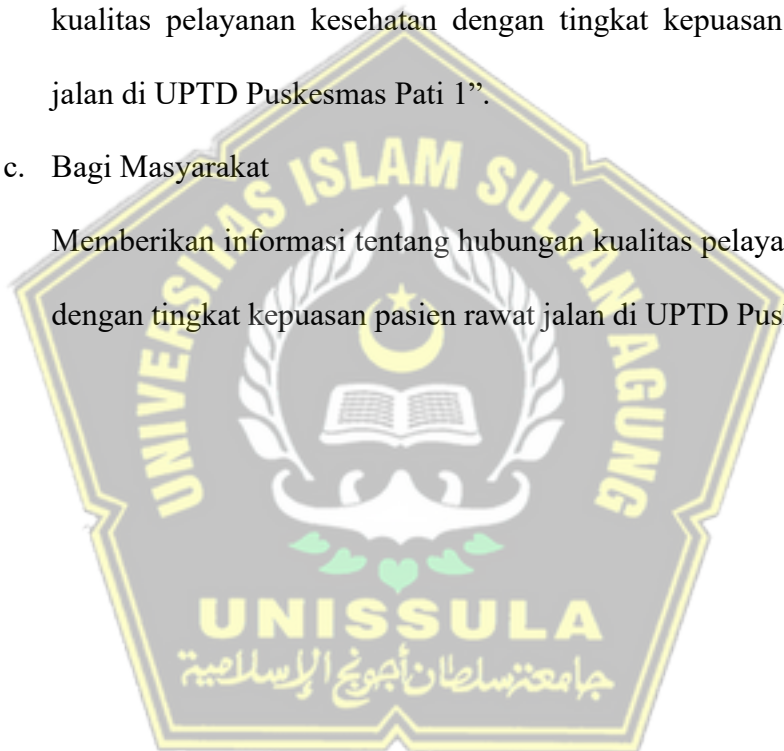 kualitas pelayanan kesehatan dengan tingkat kepuasan
jalan di UPTD Puskesmas Pati 1”.
c. Bagi Masyarakat
Memberikan informasi tentang hubungan kualitas pelaya
dengan tingkat kepuasan pasien rawat jalan di UPTD Pus
UNIVERSITAS ISLAM SULTAN AGUNG
UNISSULA
جامعة سلطان أجونج الإسلامية